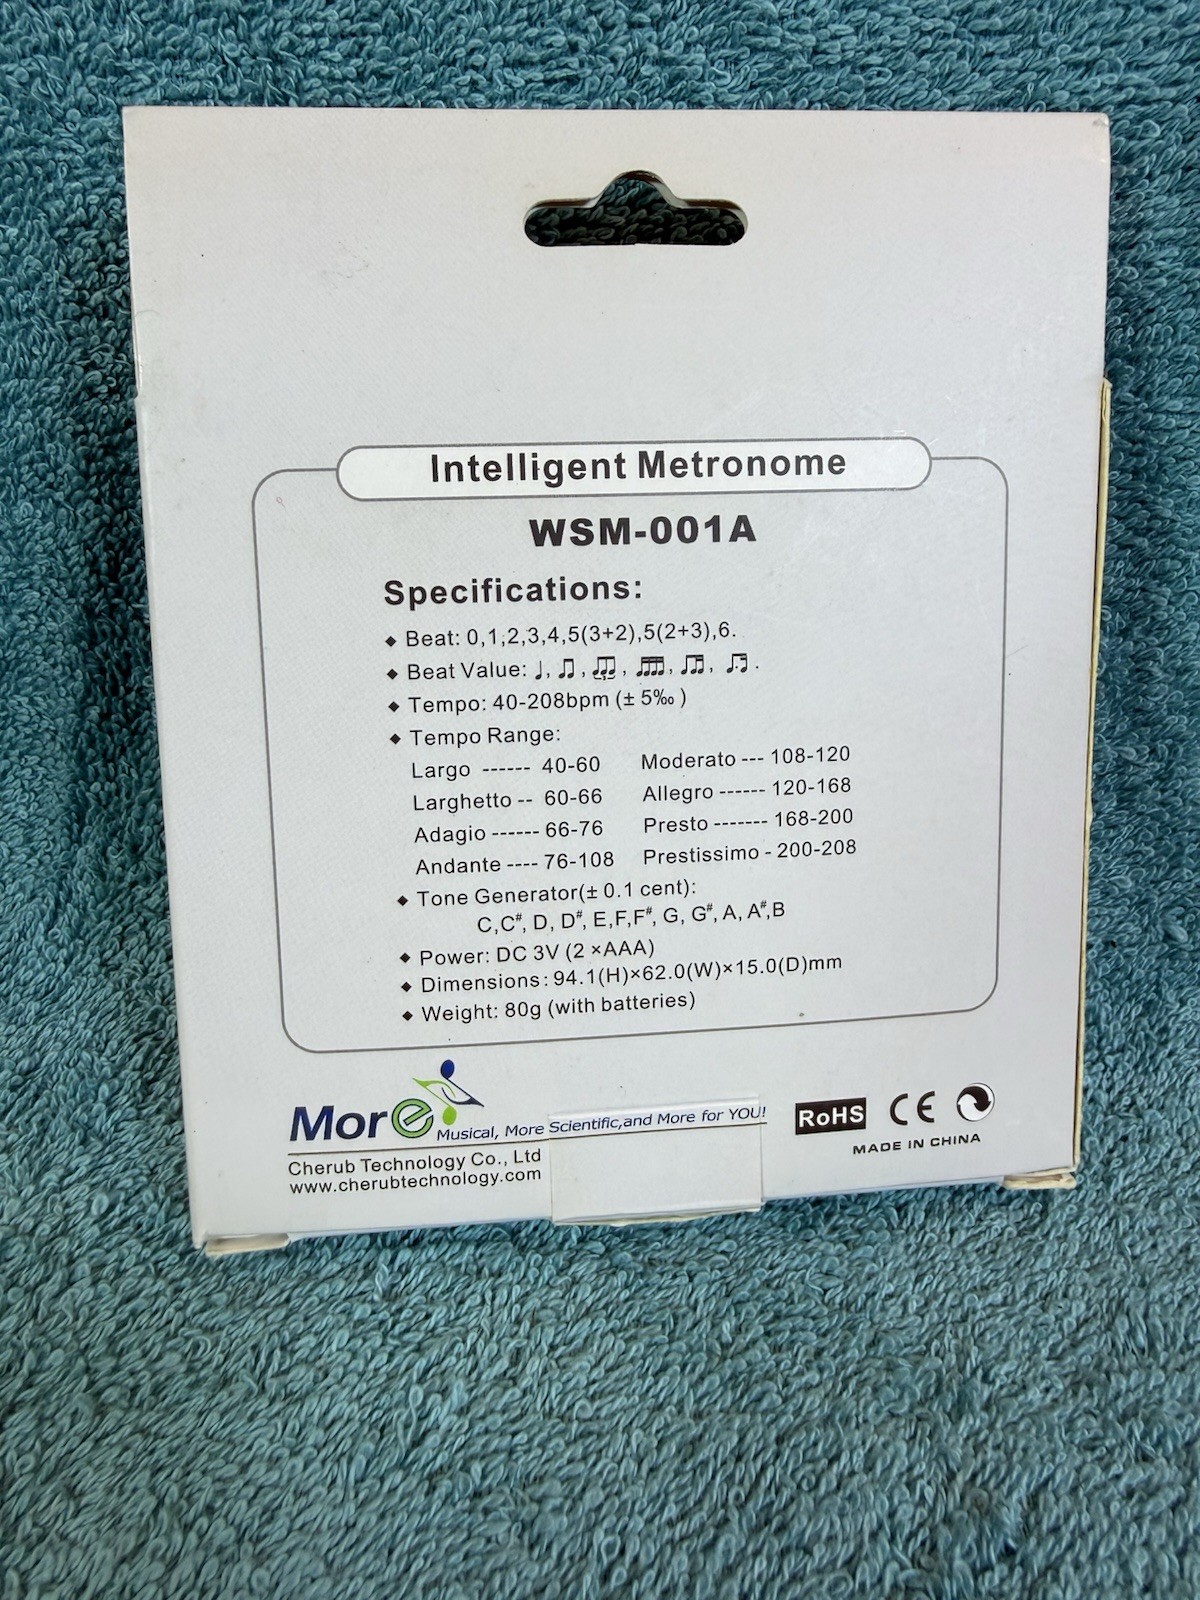 Intelligent Metronome
WSM-001A
Specifications:
◆ Beat: 0,1,2,3,4,5(3+2),5(2+3),6.
◆ Beat Value: ♩, ♫, , , , .
◆ Tempo: 40-208bpm (± 5‰ )
◆ Tempo Range:
Largo ------ 40-60 Moderato --- 108-120
Larghetto -- 60-66 Allegro ------ 120-168
Adagio ------ 66-76 Presto ------- 168-200
Andante ---- 76-108 Prestissimo - 200-208
◆ Tone Generator(± 0.1 cent):
C,C#, D, D#, E,F,F#, G, G#, A, A#,B
◆ Power: DC 3V (2 ×AAA)
◆ Dimensions: 94.1(H)×62.0(W)×15.0(D)mm
◆ Weight: 80g (with batteries)
More Musical, More Scientific,and More for YOU!
Cherub Technology Co., Ltd
www.cherubtechnology.com
RoHS CE
MADE IN CHINA